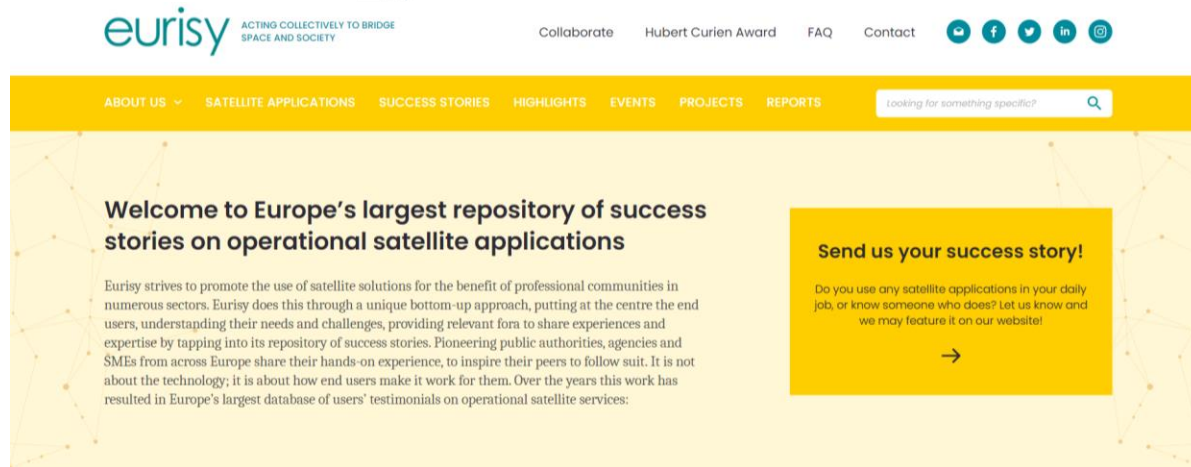 eurisy
ACTING COLLECTIVELY TO BRIDGE
SPACE AND SOCIETY
Collaborate Hubert Curien Award FAQ Contact
ABOUT US SATELLITE APPLICATIONS SUCCESS STORIES HIGHLIGHTS EVENTS PROJECTS REPORTS Looking for something specific?
Welcome to Europe's largest repository of success
stories on operational satellite applications
Eurisy strives to promote the use of satellite solutions for the benefit of professional communities in
numerous sectors. Eurisy does this through a unique bottom-up approach, putting at the centre the end
users, understanding their needs and challenges, providing relevant fora to share experiences and
expertise by tapping into its repository of success stories. Pioneering public authorities, agencies and
SMEs from across Europe share their hands-on experience, to inspire their peers to follow suit. It is not
about the technology; it is about how end users make it work for them. Over the years this work has
resulted in Europe's largest database of users' testimonials on operational satellite services:
Send us your success story!
Do you use any satellite applications in your daily
job, or know someone who does? Let us know and
we may feature it on our website!